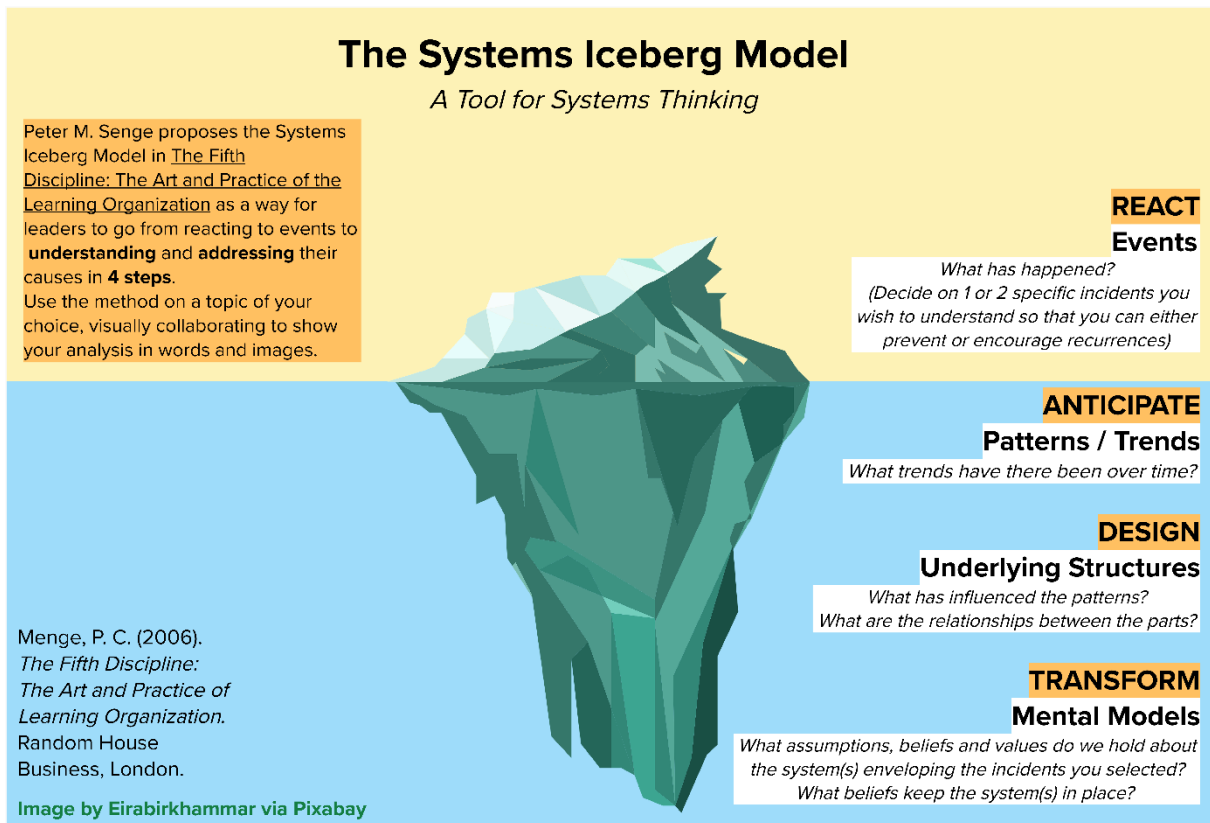 The Systems Iceberg Model
A Tool for Systems Thinking
Peter M. Senge proposes the Systems
Iceberg Model in The Fifth
Discipline: The Art and Practice of the
Learning Organization as a way for
leaders to go from reacting to events to
understanding and addressing their
causes in 4 steps.
Use the method on a topic of your
choice, visually collaborating to show
your analysis in words and images.
REACT
Events
What has happened?
(Decide on 1 or 2 specific incidents you
wish to understand so that you can either
prevent or encourage recurrences)
ANTICIPATE
Patterns / Trends
What trends have there been over time?
DESIGN
Underlying Structures
What has influenced the patterns?
What are the relationships between the parts?
TRANSFORM
Mental Models
What assumptions, beliefs and values do we hold about
the system(s) enveloping the incidents you selected?
What beliefs keep the system(s) in place?
Menge, P. C. (2006).
The Fifth Discipline:
The Art and Practice of
Learning Organization.
Random House
Business, London.
Image by Eirabirkhammar via Pixabay